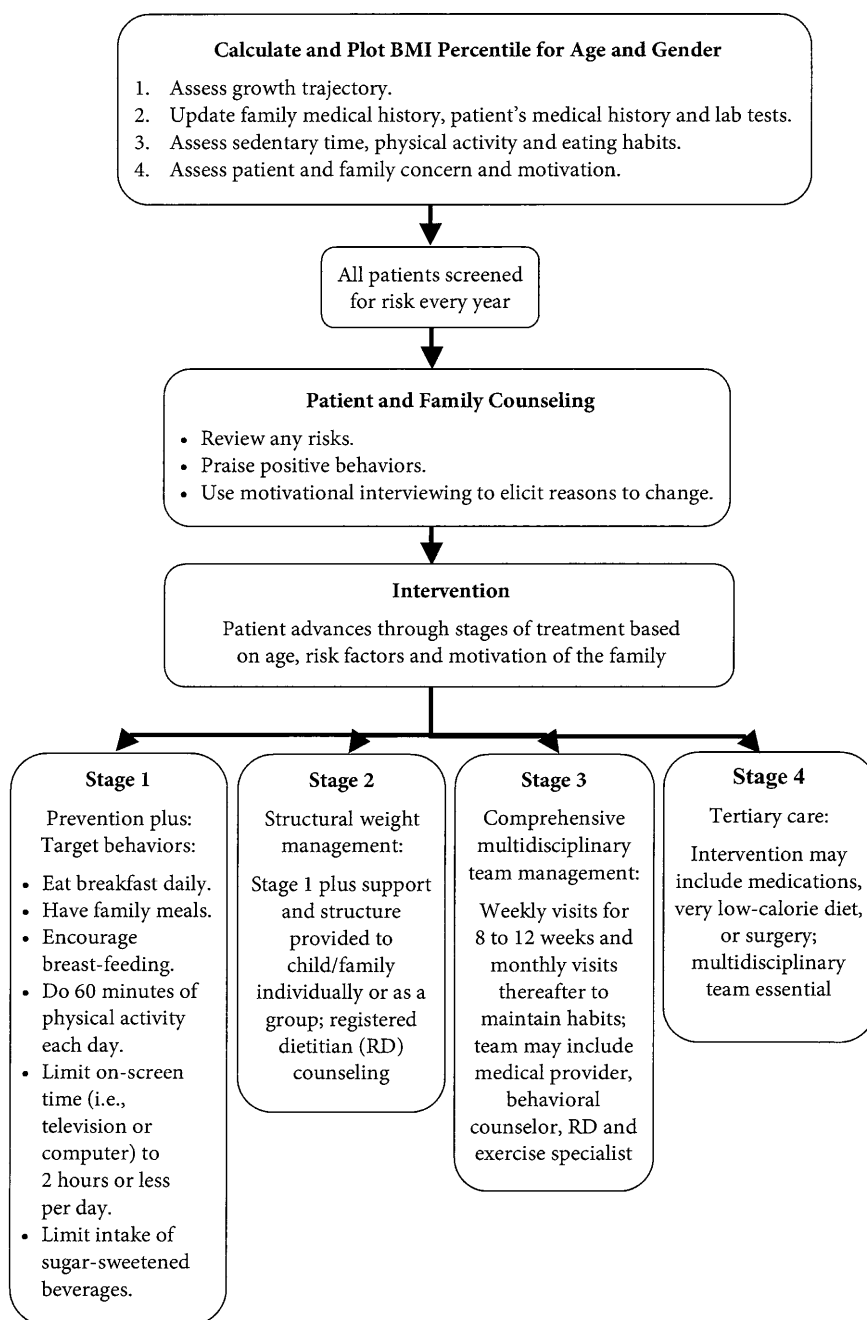 Calculate and Plot BMI Percentile for Age and Gender
1. Assess growth trajectory.
2. Update family medical history, patient's medical history and lab tests.
3. Assess sedentary time, physical activity and eating habits.
4. Assess patient and family concern and motivation.
All patients screened
for risk every year
Patient and Family Counseling
• Review any risks.
• Praise positive behaviors.
• Use motivational interviewing to elicit reasons to change.
Intervention
Patient advances through stages of treatment based
on age, risk factors and motivation of the family
Stage 1
Prevention plus:
Target behaviors:
• Eat breakfast daily.
• Have family meals.
• Encourage
breast-feeding.
• Do 60 minutes of
physical activity
each day.
• Limit on-screen
time (i.e.,
television or
computer) to
2 hours or less
per day.
• Limit intake of
sugar-sweetened
beverages.
Stage 2
Structural weight
management:
Stage 1 plus support
and structure
provided to
child/family
individually or as a
group; registered
dietitian (RD)
counseling
Stage 3
Comprehensive
multidisciplinary
team management:
Weekly visits for
8 to 12 weeks and
monthly visits
thereafter to
maintain habits;
team may include
medical provider,
behavioral
counselor, RD and
exercise specialist
Stage 4
Tertiary care:
Intervention may
include medications,
very low-calorie diet,
or surgery;
multidisciplinary
team essential